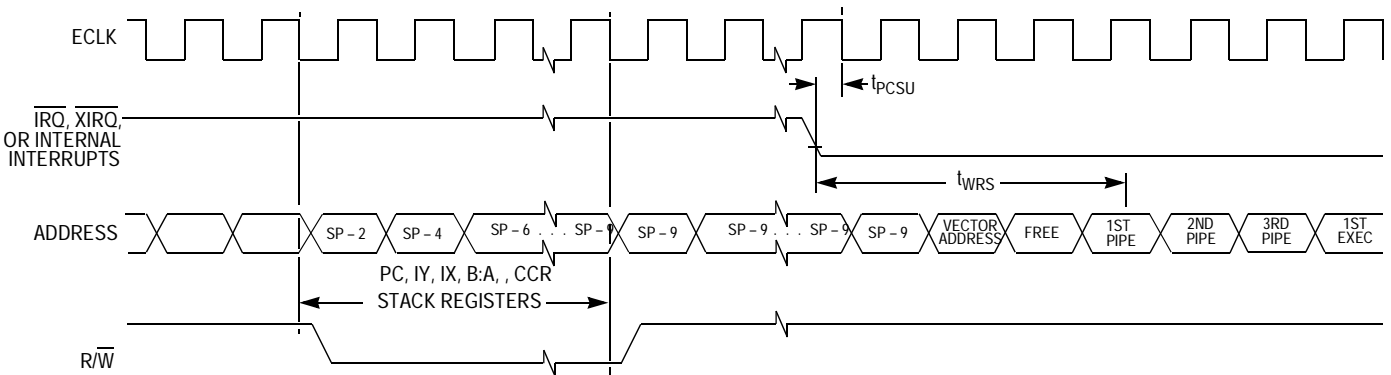 ECLK
tPCSU
IRQ, XIRQ,
OR INTERNAL
INTERRUPTS
tWRS
ADDRESS
SP – 2
SP – 4
SP – 6 . . . SP – 9
SP – 9
SP – 9 . . . SP – 9
SP – 9
VECTOR
ADDRESS
FREE
1ST
PIPE
2ND
PIPE
3RD
PIPE
1ST
EXEC
PC, IY, IX, B:A, , CCR
STACK REGISTERS
R/W